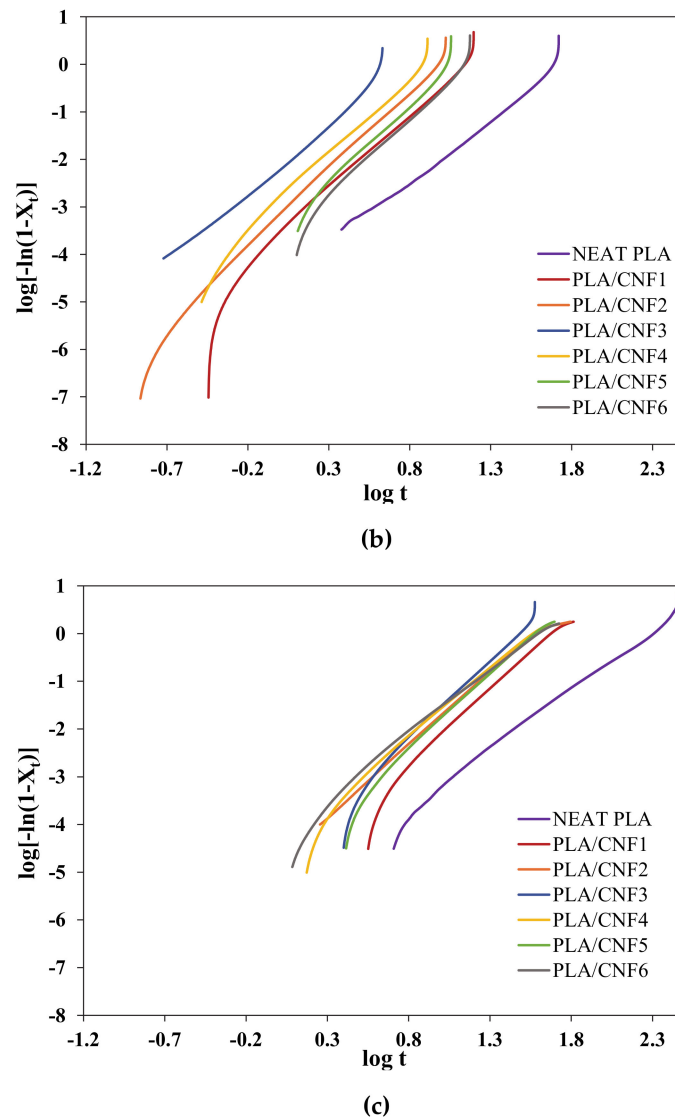 1
0
-1
-2
-3
-4
-5
-6
-7
-8
log[-ln(1-Xt)]
NEAT PLA
PLA/CNF1
PLA/CNF2
PLA/CNF3
PLA/CNF4
PLA/CNF5
PLA/CNF6
-1.2 -0.7 -0.2 0.3 0.8 1.3 1.8 2.3
log t
(b)
1
0
-1
-2
-3
-4
-5
-6
-7
-8
log[-ln(1-Xt)]
NEAT PLA
PLA/CNF1
PLA/CNF2
PLA/CNF3
PLA/CNF4
PLA/CNF5
PLA/CNF6
-1.2 -0.7 -0.2 0.3 0.8 1.3 1.8 2.3
log t
(c)